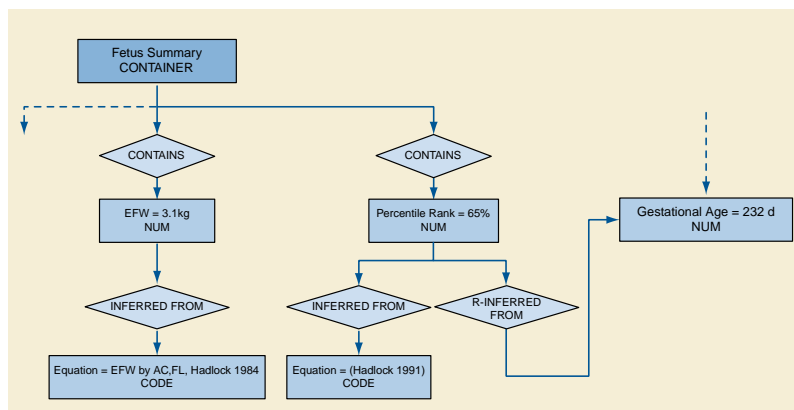 Fetus Summary
CONTAINER
CONTAINS
CONTAINS
EFW = 3.1kg
NUM
Percentile Rank = 65%
NUM
Gestational Age = 232 d
NUM
INFERRED FROM
INFERRED FROM
R-INFERRED
FROM
Equation = EFW by AC,FL, Hadlock 1984
CODE
Equation = (Hadlock 1991)
CODE